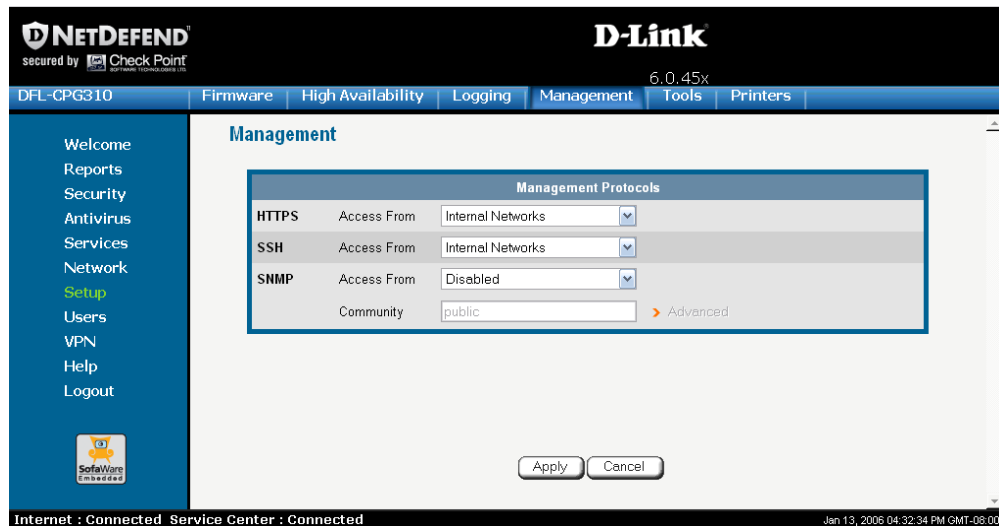 NETDEFEND
secured by Check Point
SOFTWARE TECHNOLOGIES LTD.
D-Link
6.0.45x
DFL-CPG310
Firmware High Availability Logging Management Tools Printers
Welcome
Reports
Security
Antivirus
Services
Network
Setup
Users
VPN
Help
Logout
SofaWare
Embedded
Management
Management Protocols
HTTPS Access From Internal Networks
SSH Access From Internal Networks
SNMP Access From Disabled
Community public Advanced
Apply Cancel
Internet : Connected Service Center : Connected
Jan 13, 2006 04:32:34 PM GMT-08:00